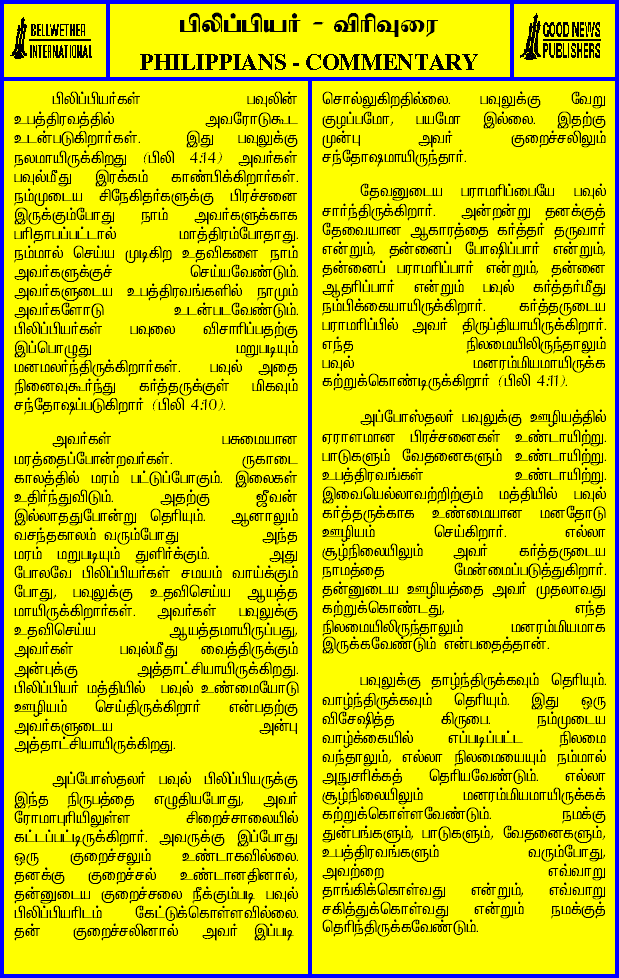 BELLWETHER
INTERNATIONAL
பிலிப்பியர் - விரிவுரை
PHILIPPIANS - COMMENTARY
GOOD NEWS
PUBLISHERS
பிலிப்பியர்கள் பவுலின்
உபத்திரவத்தில் அவரோடுகூட
உடன்படுகிறார்கள். இது பவுலுக்கு
நலமாயிருக்கிறது (பிலி 4:14) அவர்கள்
பவுல்மீது இரக்கம் காண்பிக்கிறார்கள்.
நம்முடைய சிநேகிதர்களுக்கு பிரச்சனை
இருக்கும்போது நாம் அவர்களுக்காக
பரிதாபப்பட்டால் மாத்திரம்போதாது.
நம்மால் செய்ய முடிகிற உதவிகளை நாம்
அவர்களுக்குச் செய்யவேண்டும்.
அவர்களுடைய உபத்திரவங்களில் நாமும்
அவர்களோடு உடன்படவேண்டும்.
பிலிப்பியர்கள் பவுலை விசாரிப்பதற்கு
இப்பொழுது மறுபடியும்
மனமலர்ந்திருக்கிறார்கள். பவுல் அதை
நினைவுகூர்ந்து கர்த்தருக்குள் மிகவும்
சந்தோஷப்படுகிறார் (பிலி 4:10).
அவர்கள் பசுமையான
மரத்தைப்போன்றவர்கள். ருகாடை
காலத்தில் மரம் பட்டுப்போகும். இலைகள்
உதிர்ந்துவிடும். அதற்கு ஜீவன்
இல்லாததுபோன்று தெரியும். ஆனாலும்
வசந்தகாலம் வரும்போது அந்த
மரம் மறுபடியும் துளிர்க்கும். அது
போலவே பிலிப்பியர்கள் சமயம் வாய்க்கும்
போது, பவுலுக்கு உதவிசெய்ய ஆயத்த
மாயிருக்கிறார்கள். அவர்கள் பவுலுக்கு
உதவிசெய்ய ஆயத்தமாயிருப்பது,
அவர்கள் பவுல்மீது வைத்திருக்கும்
அன்புக்கு அத்தாட்சியாயிருக்கிறது.
பிலிப்பியர் மத்தியில் பவுல் உண்மையோடு
ஊழியம் செய்திருக்கிறார் என்பதற்கு
அவர்களுடைய அன்பு
அத்தாட்சியாயிருக்கிறது.
அப்போஸ்தலர் பவுல் பிலிப்பியருக்கு
இந்த நிருபத்தை எழுதியபோது, அவர்
ரோமாபுரியிலுள்ள சிறைச்சாலையில்
கட்டப்பட்டிருக்கிறார். அவருக்கு இப்போது
ஒரு குறைச்சலும் உண்டாகவில்லை.
தனக்கு குறைச்சல் உண்டானதினால்,
தன்னுடைய குறைச்சலை நீக்கும்படி பவுல்
பிலிப்பியரிடம் கேட்டுக்கொள்ளவில்லை.
தன் குறைச்சலினால் அவர் இப்படி
சொல்லுகிறதில்லை. பவுலுக்கு வேறு
குழப்பமோ, பயமோ இல்லை. இதற்கு
முன்பு அவர் குறைச்சலிலும்
சந்தோஷமாயிருந்தார்.
தேவனுடைய பராமரிப்பையே பவுல்
சார்ந்திருக்கிறார். அன்றன்று தனக்குத்
தேவையான ஆகாரத்தை கர்த்தர் தருவார்
என்றும், தன்னைப் போஷிப்பார் என்றும்,
தன்னைப் பராமரிப்பார் என்றும், தன்னை
ஆதரிப்பார் என்றும் பவுல் கர்த்தர்மீது
நம்பிக்கையாயிருக்கிறார். கர்த்தருடைய
பராமரிப்பில் அவர் திருப்தியாயிருக்கிறார்.
எந்த நிலமையிலிருந்தாலும்
பவுல் மனரம்மியமாயிருக்க
கற்றுக்கொண்டிருக்கிறார் (பிலி 4:11).
அப்போஸ்தலர் பவுலுக்கு ஊழியத்தில்
ஏராளமான பிரச்சனைகள் உண்டாயிற்று.
பாடுகளும் வேதனைகளும் உண்டாயிற்று.
உபத்திரவங்கள் உண்டாயிற்று.
இவையெல்லாவற்றிற்கும் மத்தியில் பவுல்
கர்த்தருக்காக உண்மையான மனதோடு
ஊழியம் செய்கிறார். எல்லா
சூழ்நிலையிலும் அவர் கர்த்தருடைய
நாமத்தை மேன்மைப்படுத்துகிறார்.
தன்னுடைய ஊழியத்தை அவர் முதலாவது
கற்றுக்கொண்டது, எந்த
நிலமையிலிருந்தாலும் மனரம்மியமாக
இருக்கவேண்டும் என்பதைத்தான்.
பவுலுக்கு தாழ்ந்திருக்கவும் தெரியும்.
வாழ்ந்திருக்கவும் தெரியும். இது ஒரு
விசேஷித்த கிருபை. நம்முடைய
வாழ்க்கையில் எப்படிப்பட்ட நிலமை
வந்தாலும், எல்லா நிலமையையும் நம்மால்
அநுசரிக்கத் தெரியவேண்டும். எல்லா
சூழ்நிலையிலும் மனரம்மியமாயிருக்கக்
கற்றுக்கொள்ளவேண்டும். நமக்கு
துன்பங்களும், பாடுகளும், வேதனைகளும்,
உபத்திரவங்களும் வரும்போது,
அவற்றை எவ்வாறு
தாங்கிக்கொள்வது என்றும், எவ்வாறு
சகித்துக்கொள்வது என்றும் நமக்குத்
தெரிந்திருக்கவேண்டும்.